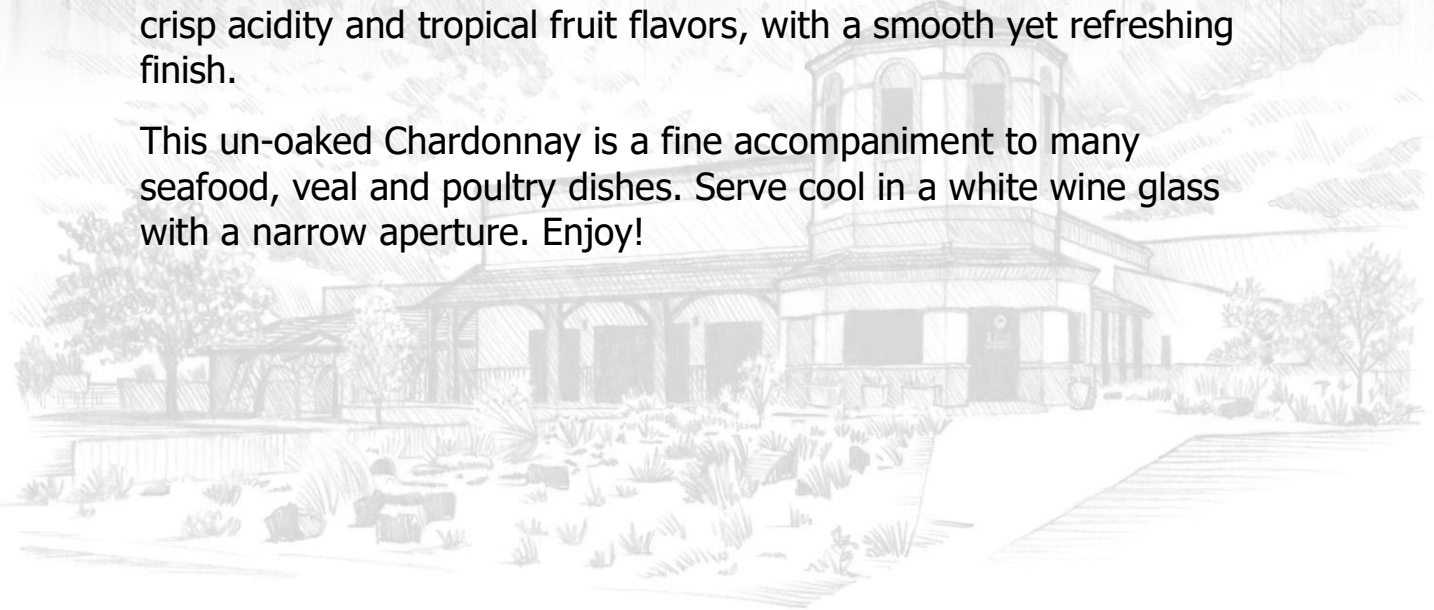 crisp acidity and tropical fruit flavors, with a smooth yet refreshing
finish.
This un-oaked Chardonnay is a fine accompaniment to many
seafood, veal and poultry dishes. Serve cool in a white wine glass
with a narrow aperture. Enjoy!